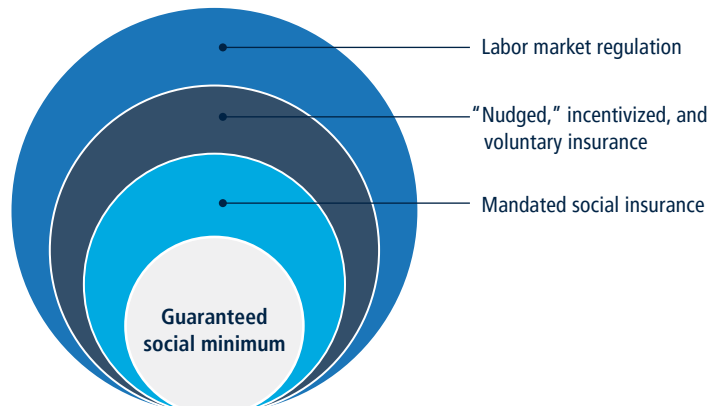 Labor market regulation
“Nudged,” incentivized, and
voluntary insurance
Mandated social insurance
Guaranteed
social minimum